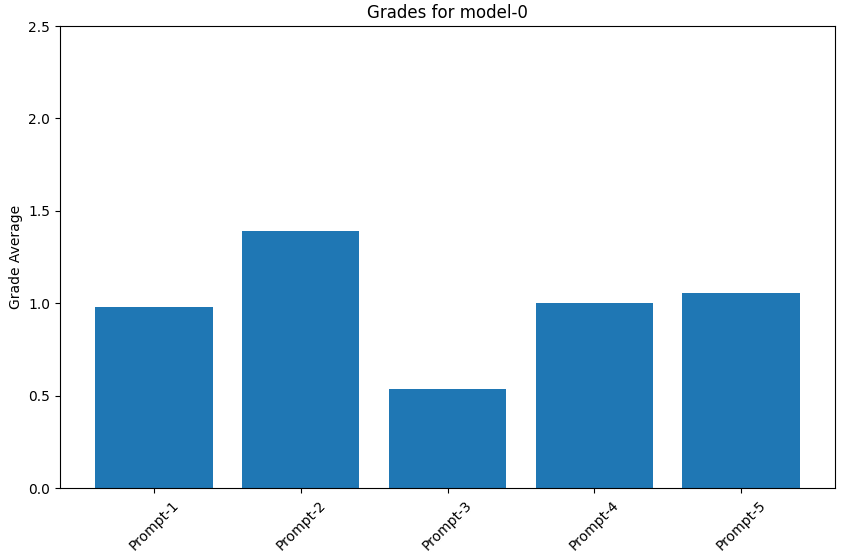 Grades for model-0
2.5
2.0
1.5
1.0
0.5
0.0
Grade Average
Prompt-1
Prompt-2
Prompt-3
Prompt-4
Prompt-5